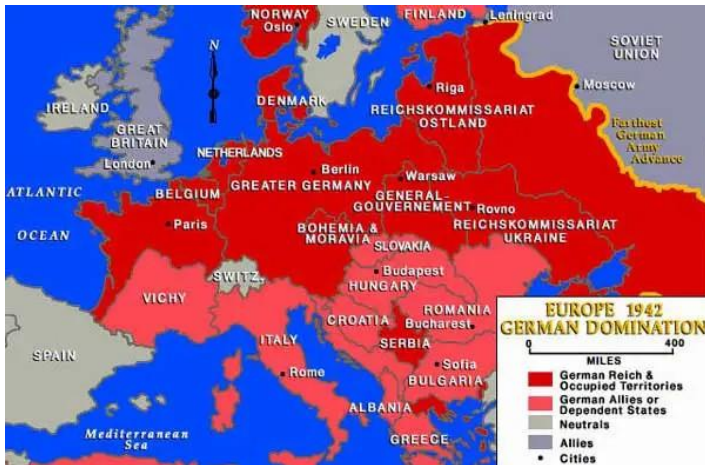 NORWAY
Oslo
SWEDEN
FINLAND
Leningrad
SOVIET
UNION
N
Moscow
IRELAND
GREAT
BRITAIN
London
DENMARK
Riga
REICHSKOMMISSARIAT
OSTLAND
Farthest
German
Army
Advance
NETHERLANDS
Berlin
GREATER GERMANY
Warsaw
ATLANTIC
OCEAN
BELGIUM
GENERAL-
GOUVERNEMENT
Rovno
Paris
BOHEMIA &
MORAVIA
REICHSKOMMISSARIAT
UKRAINE
SLOVAKIA
SWITZ.
Budapest
HUNGARY
VICHY
CROATIA
ROMANIA
Bucharest
SERBIA
ITALY
SPAIN
Rome
Sofia
BULGARIA
ALBANIA
GREECE
Mediterranean
Sea
EUROPE 1942
GERMAN DOMINATION
0 400
MILES
German Reich &
Occupied Territories
German Allies or
Dependent States
Neutrals
Allies
Cities